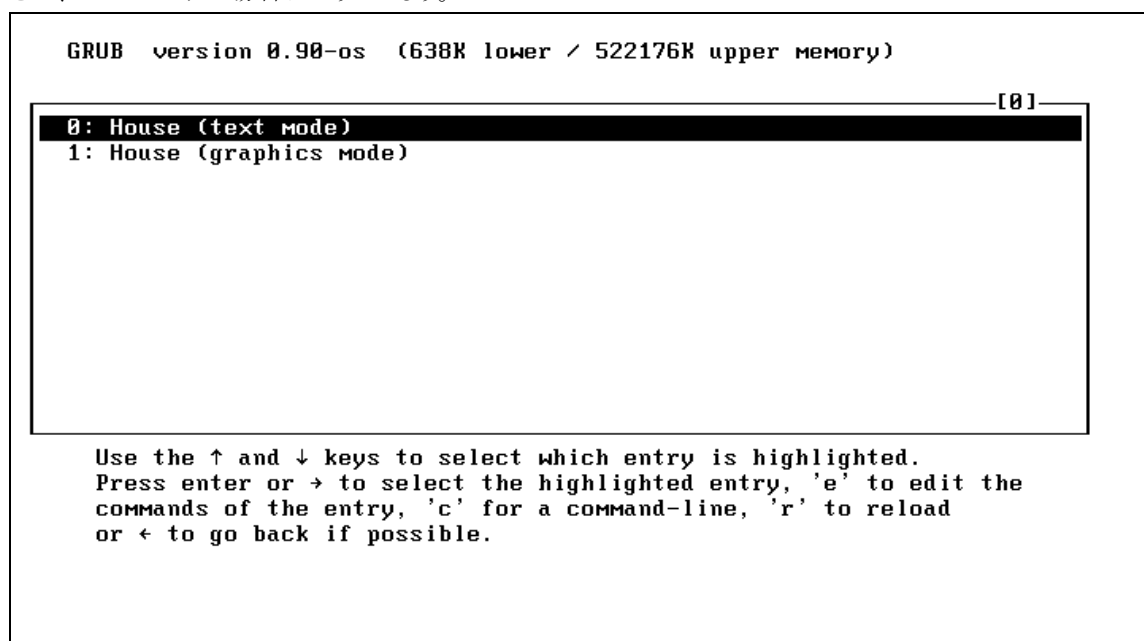 GRUB  version 0.90-os  (638K lower / 522176K upper memory)
[0]
0: House (text mode)
1: House (graphics mode)
Use the ↑ and ↓ keys to select which entry is highlighted.
Press enter or → to select the highlighted entry, 'e' to edit the
commands of the entry, 'c' for a command-line, 'r' to reload
or ← to go back if possible.